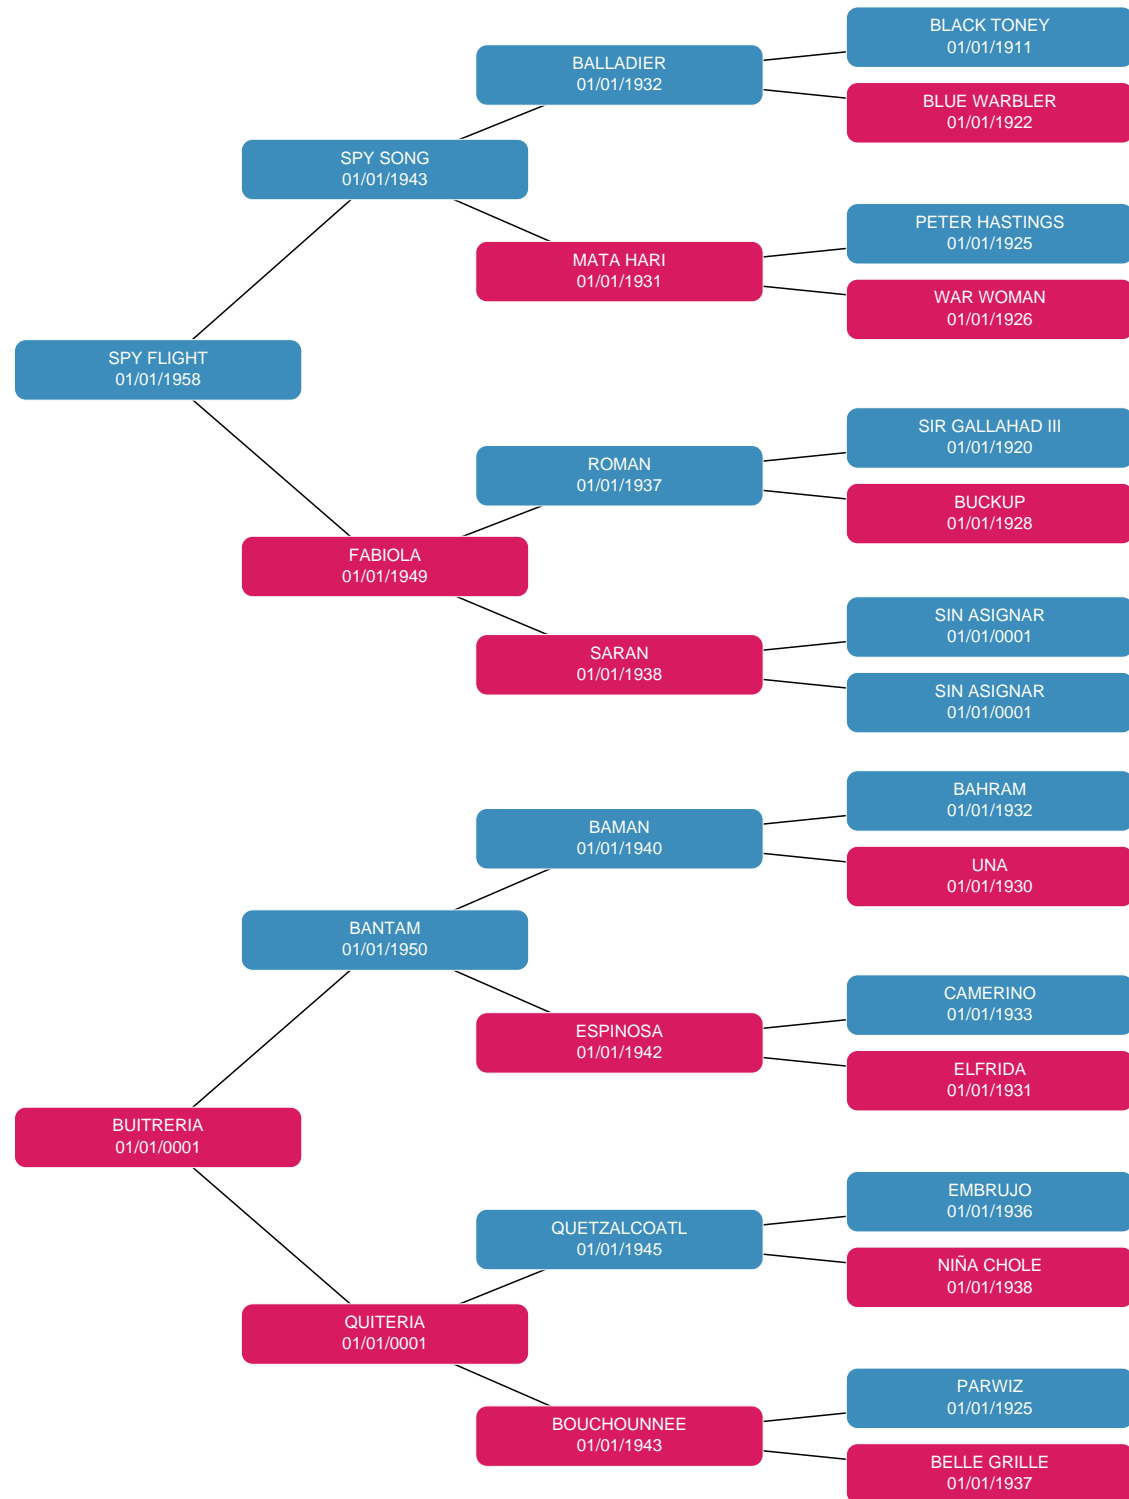 BLACK TONEY
01/01/1911
BALLADIER
01/01/1932
BLUE WARBLER
01/01/1922
SPY SONG
01/01/1943
PETER HASTINGS
01/01/1925
MATA HARI
01/01/1931
WAR WOMAN
01/01/1926
SPY FLIGHT
01/01/1958
SIR GALLAHAD III
01/01/1920
ROMAN
01/01/1937
BUCKUP
01/01/1928
FABIOLA
01/01/1949
SIN ASIGNAR
01/01/0001
SARAN
01/01/1938
SIN ASIGNAR
01/01/0001
BAHRAM
01/01/1932
BAMAN
01/01/1940
UNA
01/01/1930
BANTAM
01/01/1950
CAMERINO
01/01/1933
ESPINOSA
01/01/1942
ELFRIDA
01/01/1931
BUITRERIA
01/01/0001
EMBRUJO
01/01/1936
QUETZALCOATL
01/01/1945
NIÑA CHOLE
01/01/1938
QUITERIA
01/01/0001
PARWIZ
01/01/1925
BOUCHOUNNEE
01/01/1943
BELLE GRILLE
01/01/1937